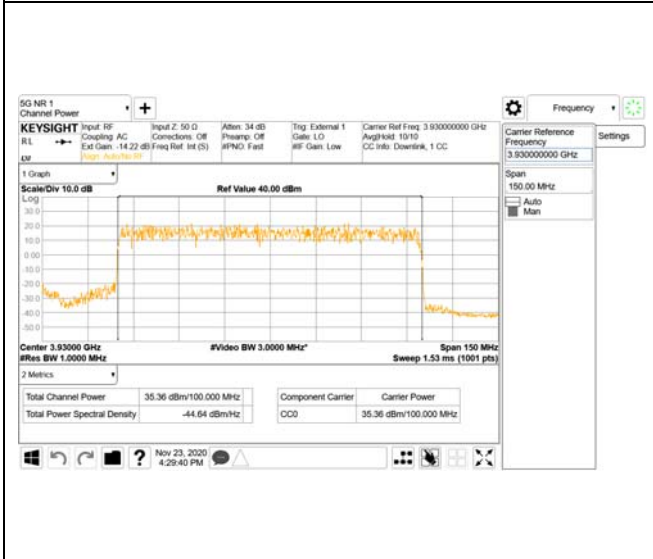 5G NR 1
Channel Power
Frequency
KEYSIGHT
Input: RF
Coupling: AC
Ext Gain: -14.22 dB
Align: Auto/No RF
RL
Input Z: 50 Ω
Corrections: Off
Freq Ref: Int (S)
Atten: 34 dB
Preamp: Off
#PNO: Fast
Trig: External 1
Gate: LO
#IF Gain: Low
Carrier Ref Freq: 3.930000000 GHz
Avg|Hold: 10/10
CC Info: Downlink, 1 CC
Carrier Reference
Frequency
3.930000000 GHz
Span
150.00 MHz
Auto
Man
Settings
1 Graph
Scale/Div 10.0 dB
Ref Value 40.00 dBm
Log
30.0
20.0
10.0
0.00
-10.0
-20.0
-30.0
-40.0
-50.0
Center 3.93000 GHz
#Video BW 3.0000 MHz*
Span 150 MHz
#Res BW 1.0000 MHz
Sweep 1.53 ms (1001 pts)
2 Metrics
Total Channel Power 35.36 dBm/100.000 MHz
Total Power Spectral Density -44.64 dBm/Hz
Component Carrier Carrier Power
CC0 35.36 dBm/100.000 MHz
?
Nov 23, 2020
4:29:40 PM